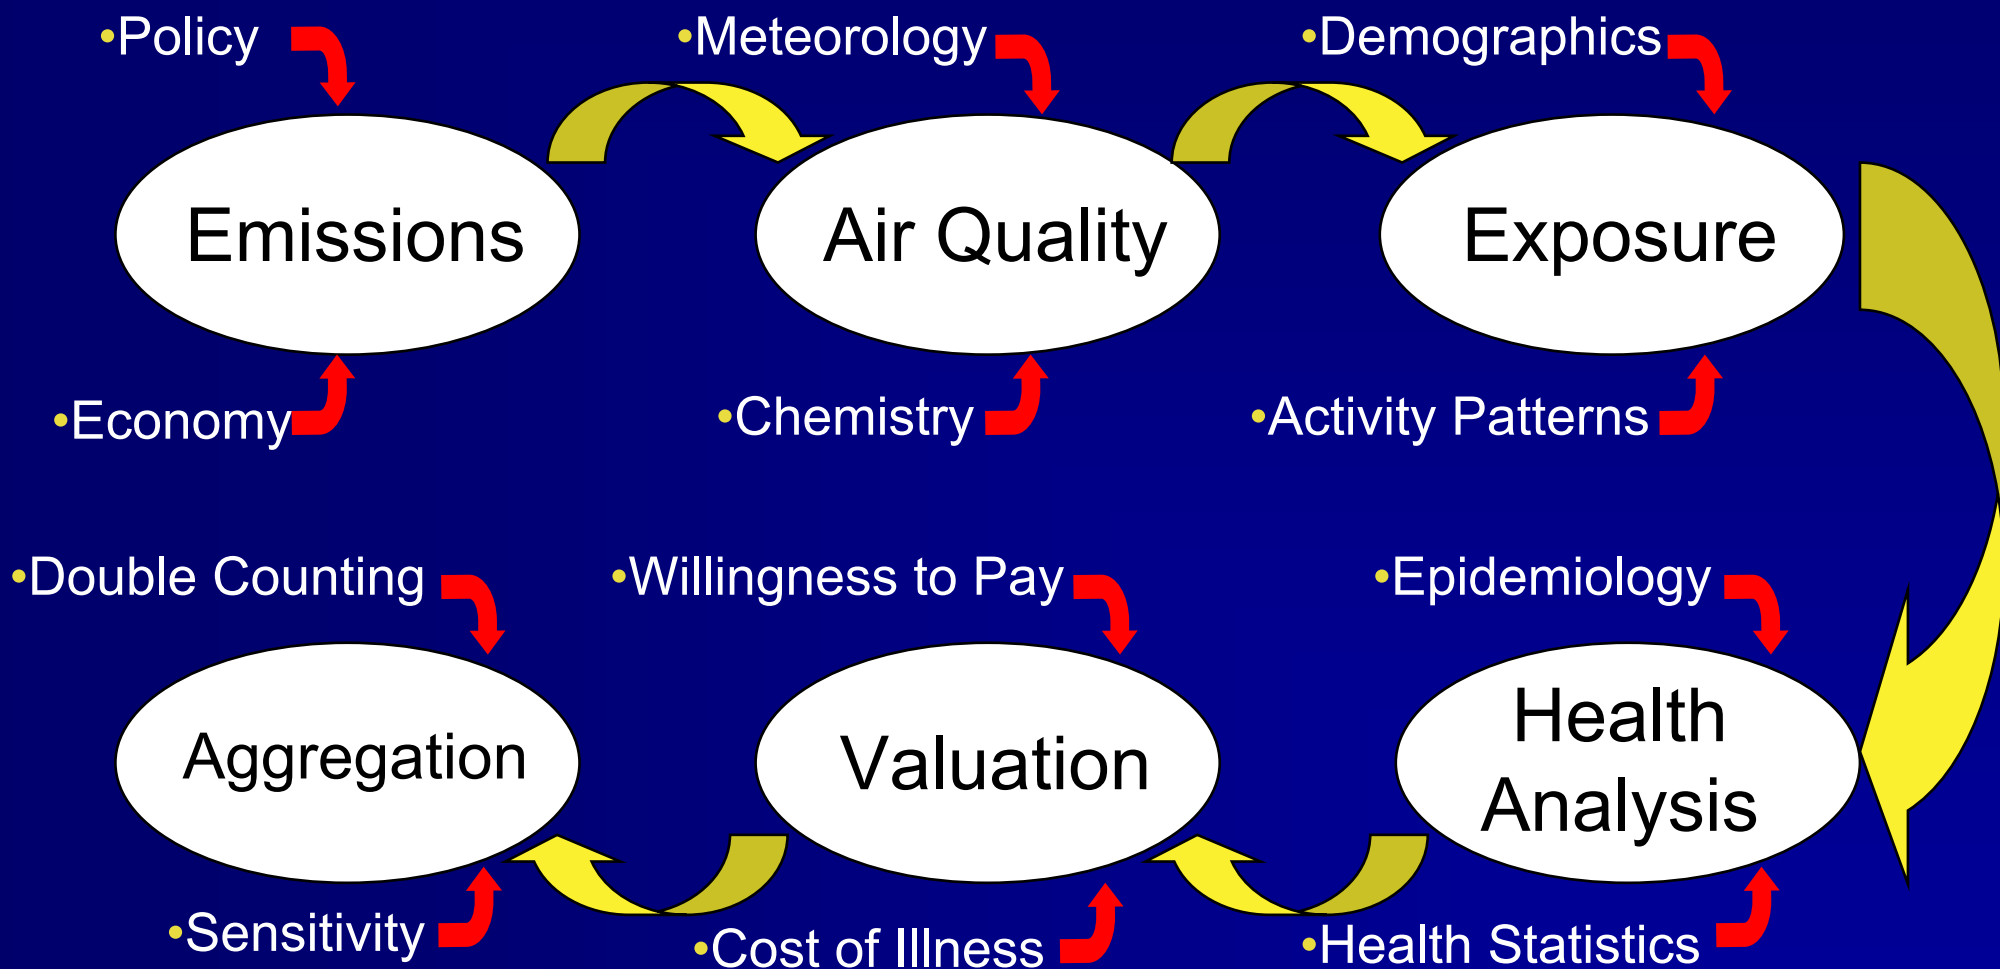 •Policy
•Meteorology
•Demographics
Emissions
Air Quality
Exposure
•Economy
•Chemistry
•Activity Patterns
•Double Counting
•Willingness to Pay
•Epidemiology
Aggregation
Valuation
Health
Analysis
•Sensitivity
•Cost of Illness
•Health Statistics